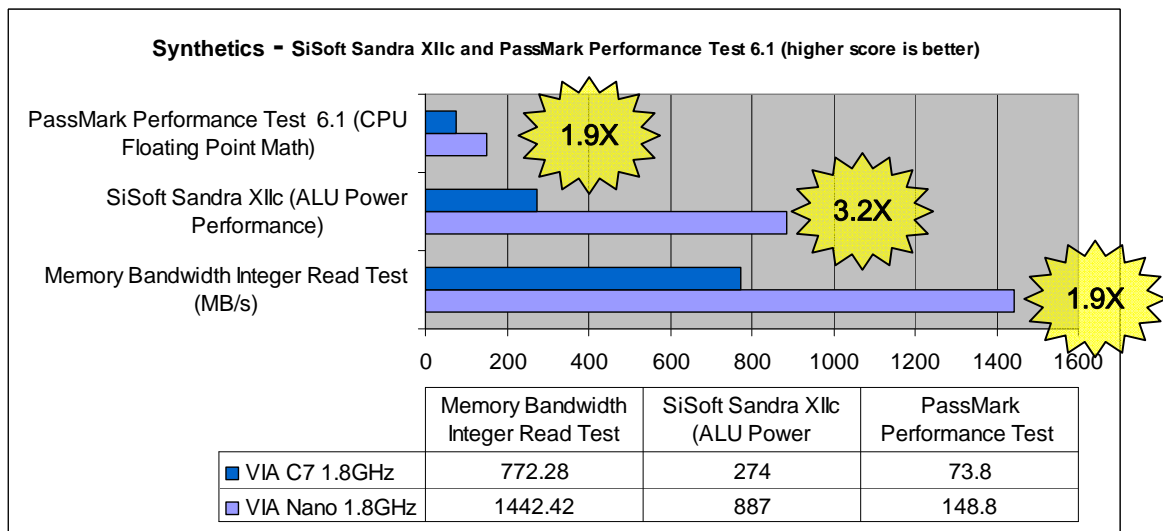 Synthetics - SiSoft Sandra XIIc and PassMark Performance Test 6.1 (higher score is better)
PassMark Performance Test 6.1 (CPU
Floating Point Math)
1.9X
SiSoft Sandra XIIc (ALU Power
Performance)
3.2X
Memory Bandwidth Integer Read Test
(MB/s)
1.9X
0 200 400 600 800 1000 1200 1400 1600
Memory Bandwidth SiSoft Sandra XIIc PassMark
Integer Read Test (ALU Power Performance Test
VIA C7 1.8GHz 772.28 274 73.8
VIA Nano 1.8GHz 1442.42 887 148.8